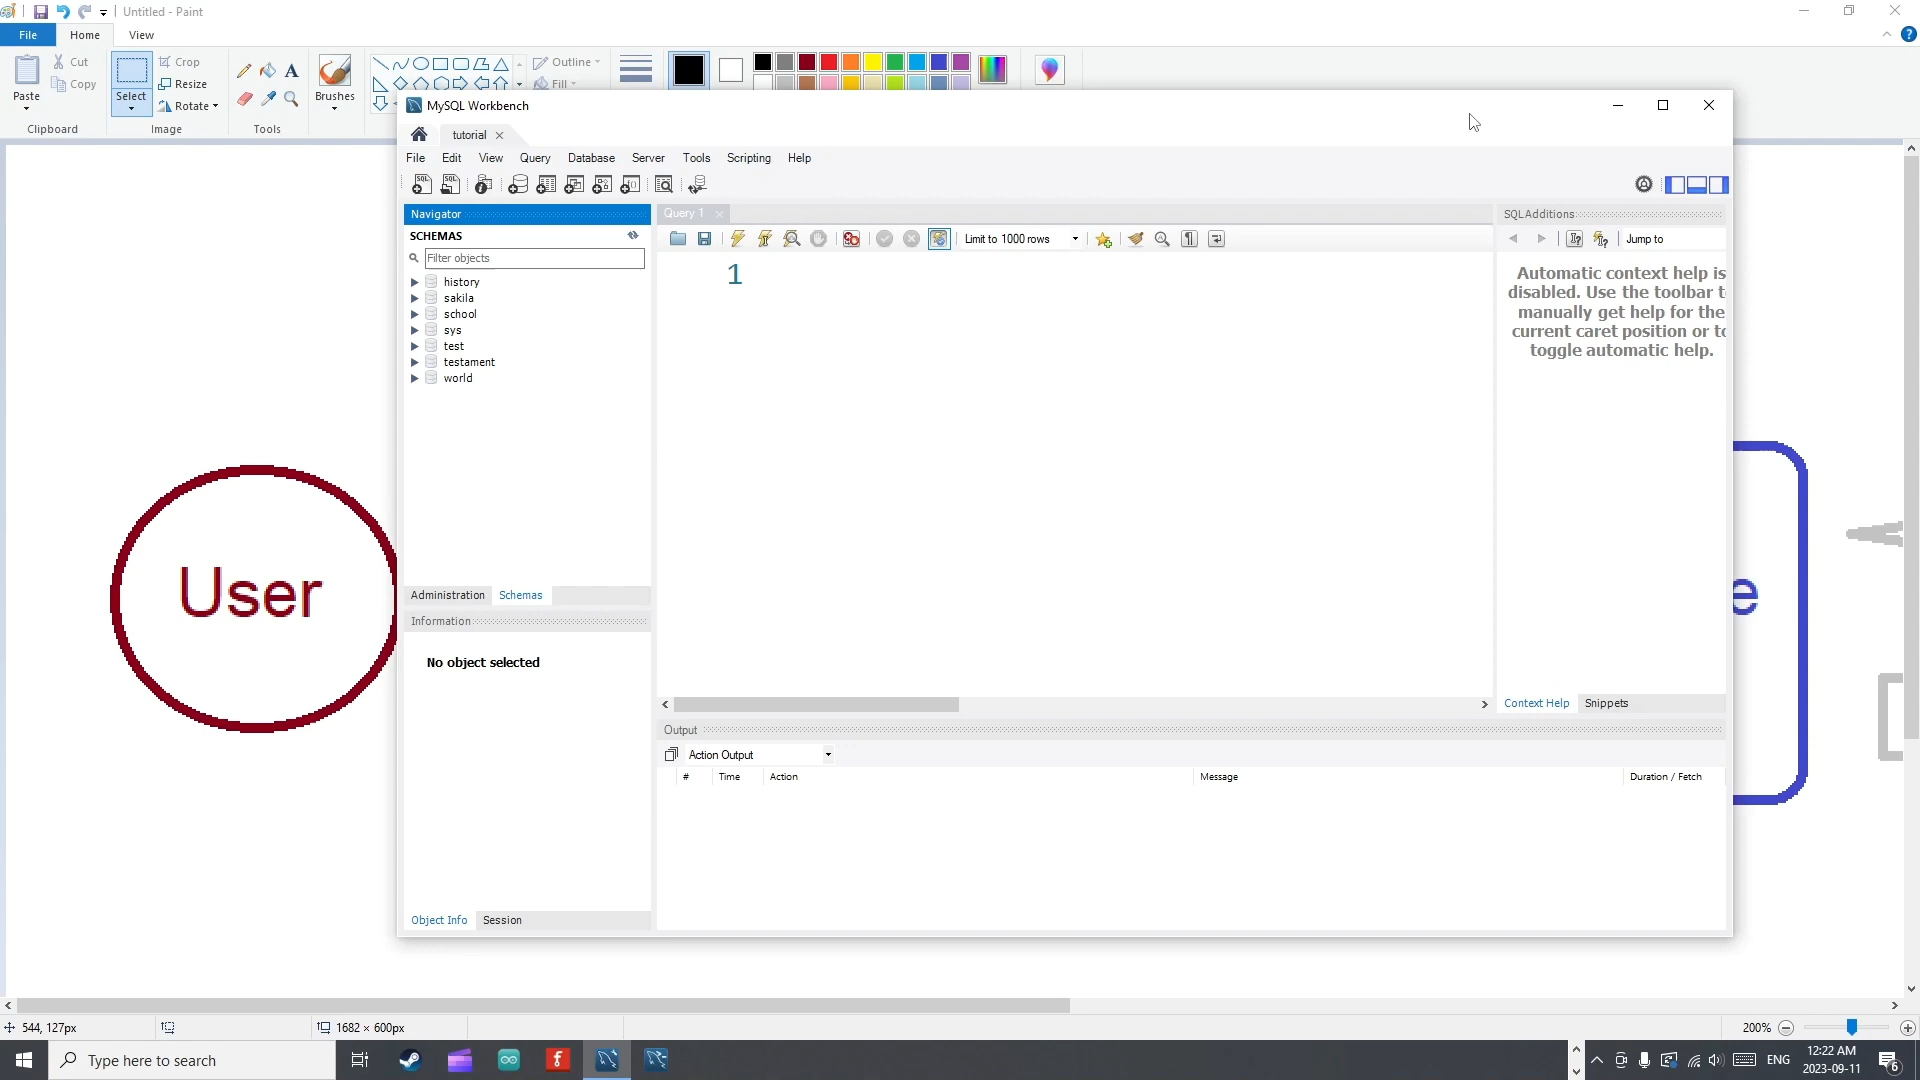 Untitled - Paint
File Home View
Paste
Cut
Copy
Clipboard
Select
Crop
Resize
Rotate
Image
Tools
Brushes
Outline
Fill
MySQL Workbench
tutorial
File Edit View Query Database Server Tools Scripting Help
Navigator
SCHEMAS
Filter objects
history
sakila
school
sys
test
testament
world
Administration Schemas
Information
No object selected
Object Info Session
Query 1
Limit to 1000 rows
1
SQLAdditions
Jump to
Automatic context help is
disabled. Use the toolbar t
manually get help for the
current caret position or to
toggle automatic help.
Context Help Snippets
Output
Action Output
# Time Action Message Duration / Fetch
User
e
544, 127px
1682 × 600px
200%
Type here to search
ENG
12:22 AM
2023-09-11
6